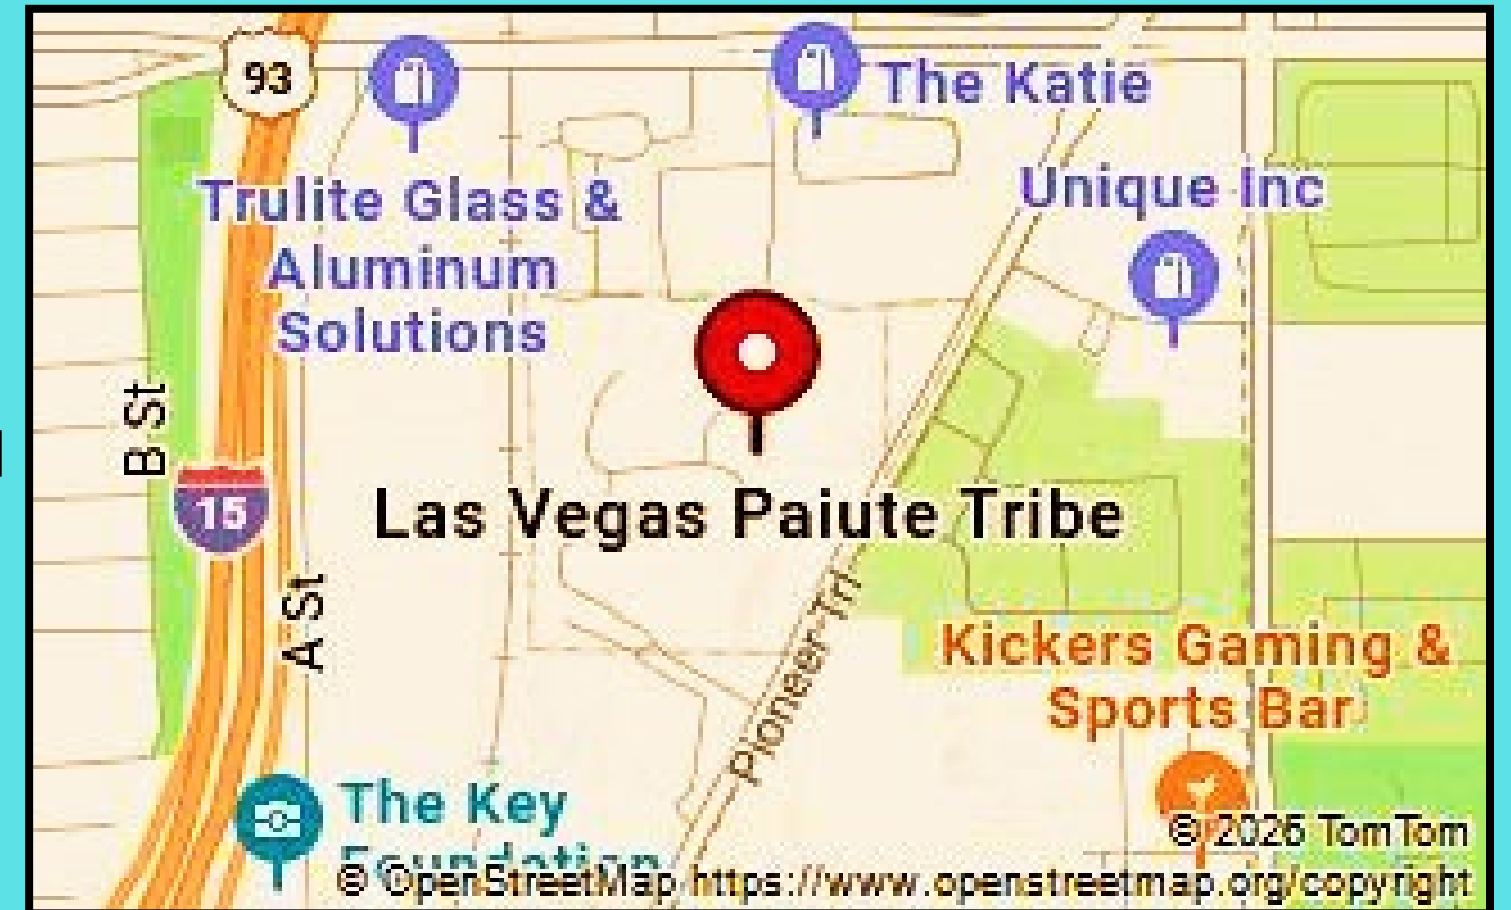 93
The Katie
Trulite Glass &
Aluminum
Solutions
Unique Inc
B St
15
Las Vegas Paiute Tribe
A St
Pioneer Trl
Kickers Gaming &
Sports Bar
The Key
Foundation
© 2026 TomTom
© OpenStreetMap https://www.openstreetmap.org/copyright